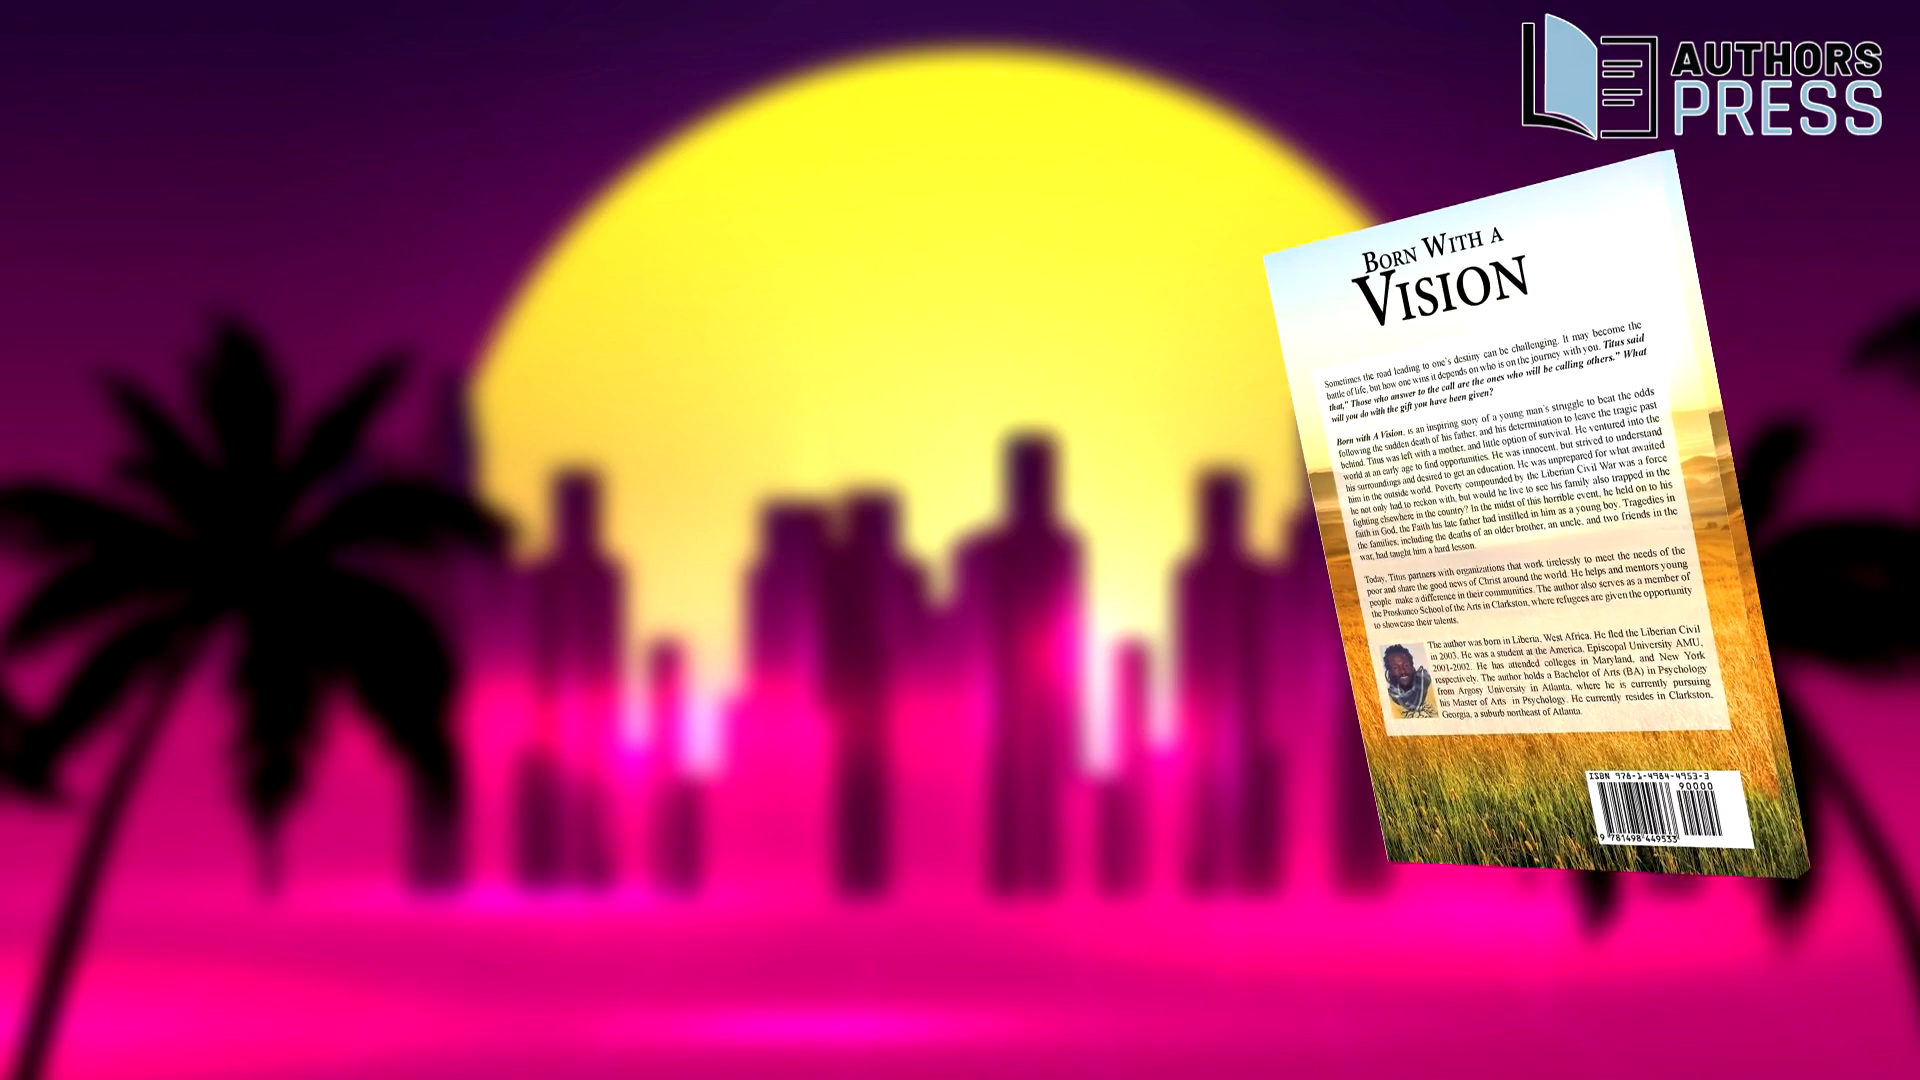 AUTHORS
PRESS
BORN WITH A
VISION
Sometimes the road leading to one's destiny can be challenging. It may become the
battle of life, but how one wins it depends on who is on the journey with you. Titus said
that," Those who answer to the call are the ones who will be calling others." What
will you do with the gift you have been given?
Born with A Vision, is an inspiring story of a young man's struggle to beat the odds
following the sudden death of his father, and his determination to leave the tragic past
behind. Titus was left with a mother, and little option of survival. He ventured into the
world at an early age to find opportunities. He was innocent, but strived to understand
his surroundings and desired to get an education. He was unprepared for what awaited
him in the outside world. Poverty compounded by the Liberian Civil War was a force
he not only had to reckon with, but would he live to see his family also trapped in the
fighting elsewhere in the country? In the midst of this horrible event, he held on to his
faith in God, the Faith his late father had instilled in him as a young boy. Tragedies in
the families, including the deaths of an older brother, an uncle, and two friends in the
war, had taught him a hard lesson.
Today, Titus partners with organizations that work tirelessly to meet the needs of the
poor and share the good news of Christ around the world. He helps and mentors young
people make a difference in their communities. The author also serves as a member of
the Proskuneo School of the Arts in Clarkston, where refugees are given the opportunity
to showcase their talents.
The author was born in Liberia, West Africa. He fled the Liberian Civil
in 2003. He was a student at the America. Episcopal University AMU,
2001-2002. He has attended colleges in Maryland, and New York
respectively. The author holds a Bachelor of Arts (BA) in Psychology
from Argosy University in Atlanta, where he is currently pursuing
his Master of Arts in Psychology. He currently resides in Clarkston,
Georgia, a suburb northeast of Atlanta.
ISBN 978-1-4984-4953-3
90000
9 781498 449533